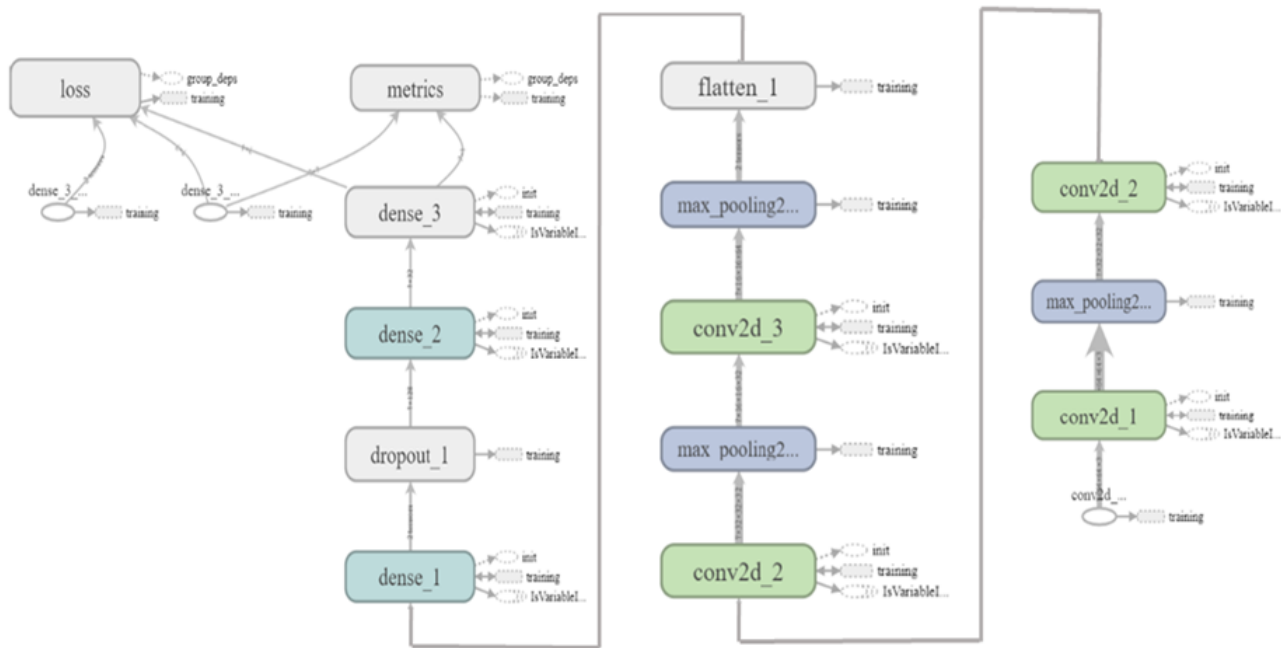 loss
group_deps
training
metrics
group_deps
training
dense_3_...
training
dense_3_...
training
dense_3
init
training
IsVariableI...
dense_2
init
training
IsVariableI...
dropout_1
training
dense_1
init
training
IsVariableI...
flatten_1
training
max_pooling2...
training
conv2d_3
init
training
IsVariableI...
max_pooling2...
training
conv2d_2
init
training
IsVariableI...
conv2d_2
init
training
IsVariableI...
max_pooling2...
training
conv2d_1
init
training
IsVariableI...
conv2d_...
training